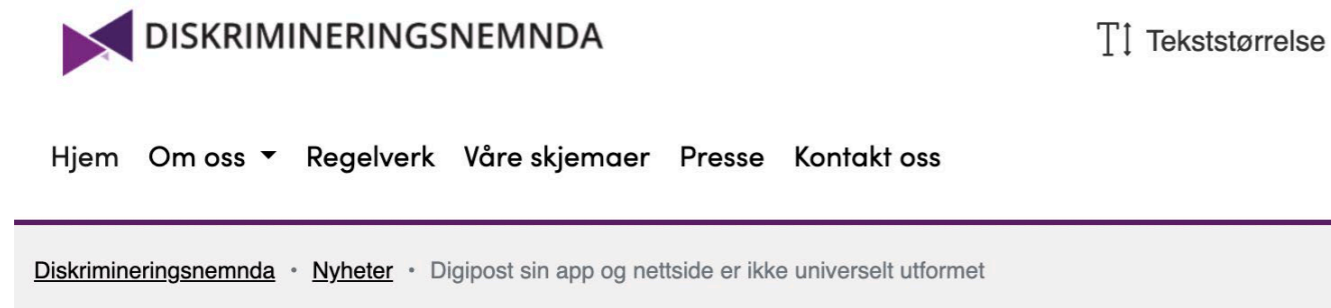 DISKRIMINERINGSNEMNDA Tekststørrelse
Hjem Om oss Regelverk Våre skjemaer Presse Kontakt oss
Diskrimineringsnemnda • Nyheter • Digipost sin app og nettside er ikke universelt utformet